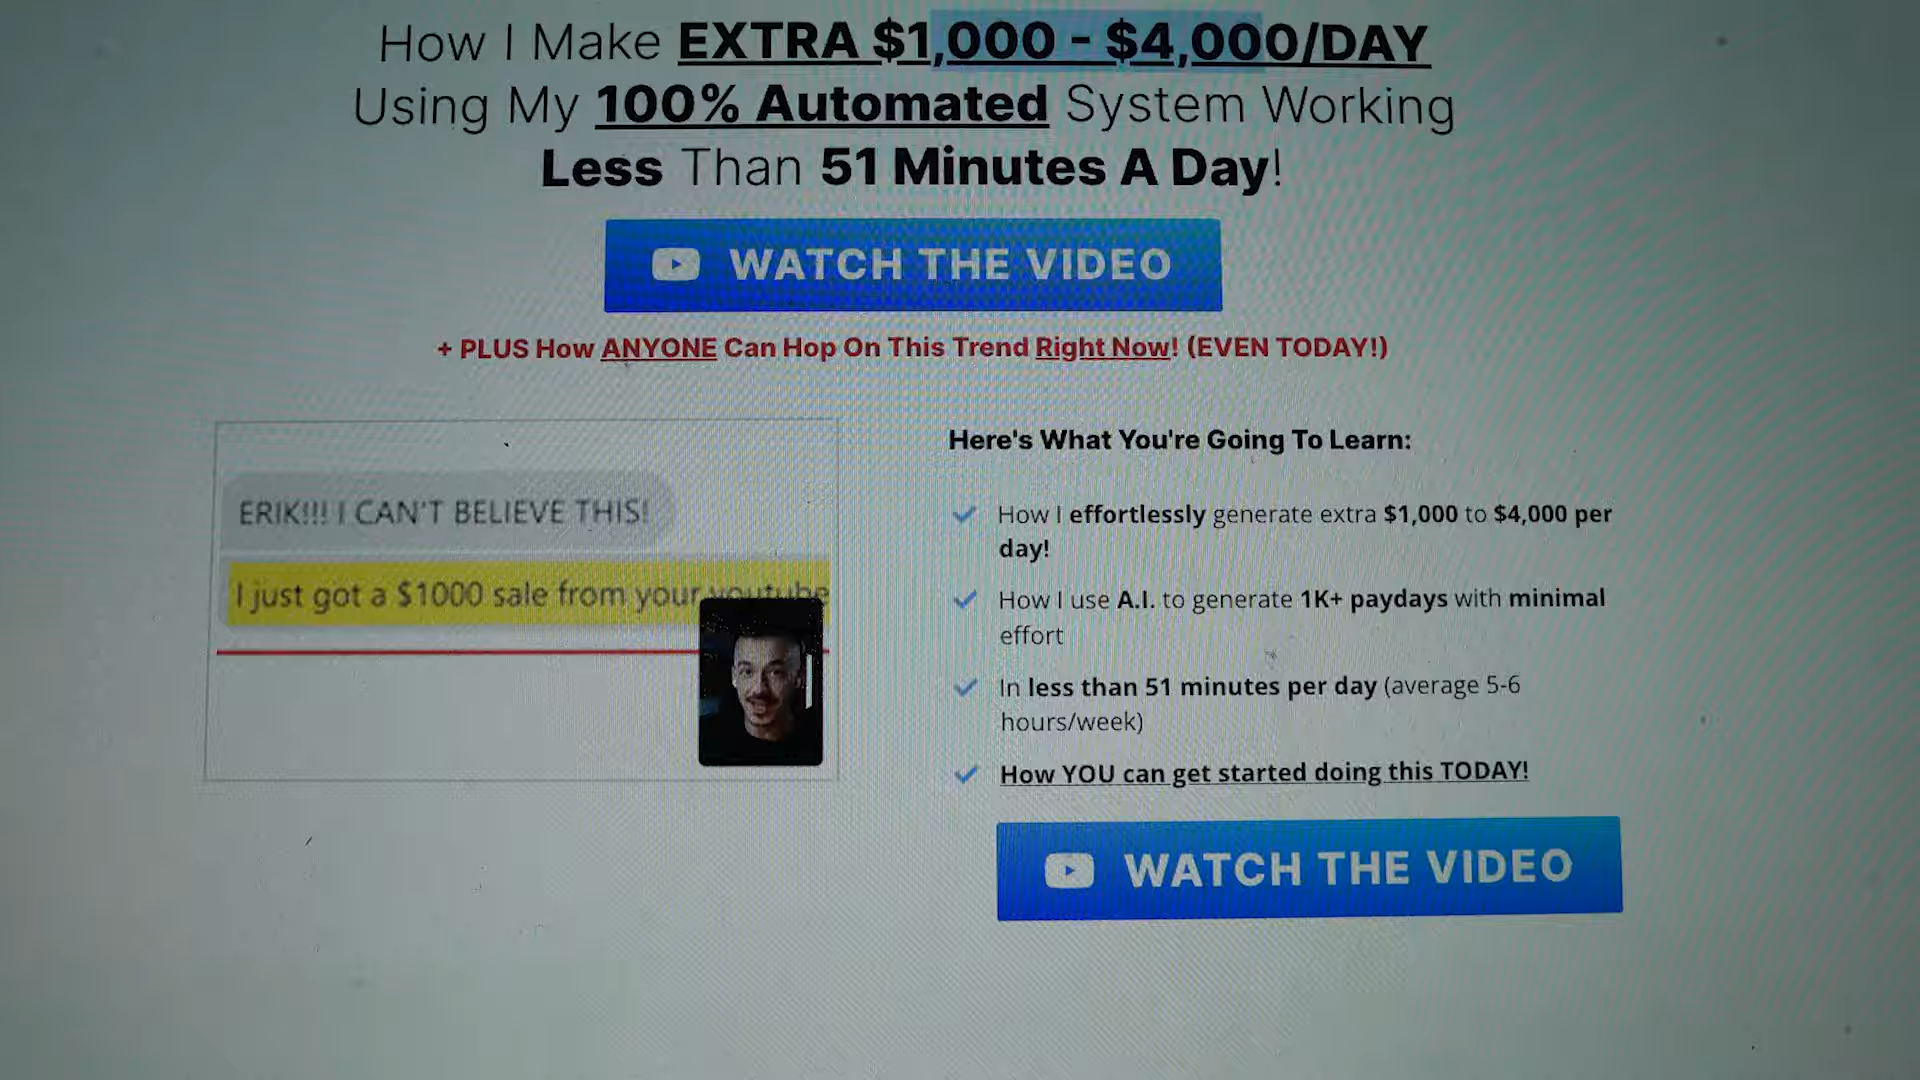 How I Make EXTRA $1,000 - $4,000/DAY
Using My 100% Automated System Working
Less Than 51 Minutes A Day!
WATCH THE VIDEO
+ PLUS How ANYONE Can Hop On This Trend Right Now! (EVEN TODAY!)
ERIK!!! I CAN'T BELIEVE THIS!
I just got a $1000 sale from your youtube
Here's What You're Going To Learn:
How I effortlessly generate extra $1,000 to $4,000 per
day!
How I use A.I. to generate 1K+ paydays with minimal
effort
In less than 51 minutes per day (average 5-6
hours/week)
How YOU can get started doing this TODAY!
WATCH THE VIDEO